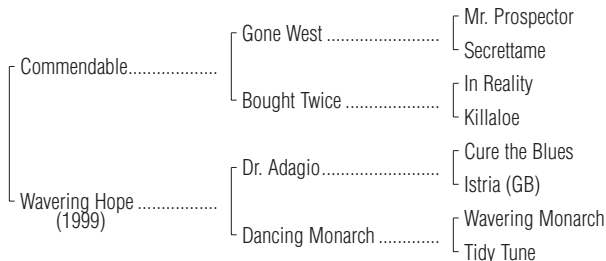 Mr. Prospector
Gone West ........................
Secrettame
Commendable...................
In Reality
Bought Twice ....................
Killaloe
Cure the Blues
Dr. Adagio.........................
Istria (GB)
Wavering Hope .................
(1999)
Wavering Monarch
Dancing Monarch .............
Tidy Tune